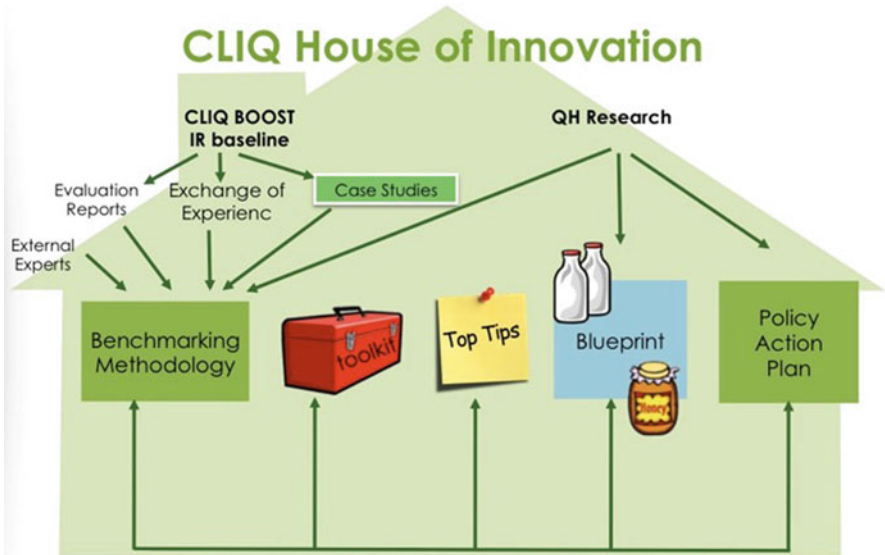 CLIQ House of Innovation
CLIQ BOOST
IR baseline
QH Research
Evaluation
Reports
Exchange of
Experienc
Case Studies
External
Experts
Benchmarking
Methodology
toolkit
Top Tips
Blueprint
Honey
Policy
Action
Plan